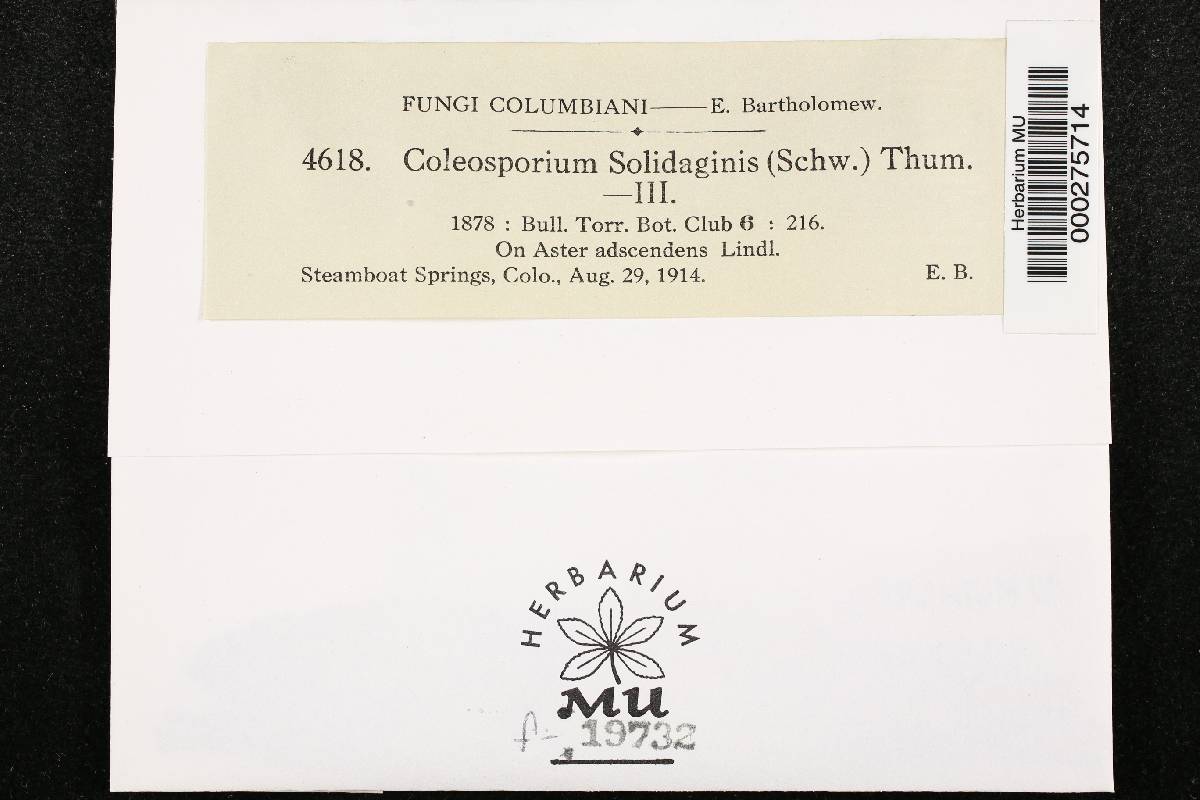 FUNGI COLUMBIANI——E. Bartholomew.
4618. Coleosporium Solidaginis (Schw.) Thum.
—III.
1878 : Bull. Torr. Bot. Club 6 : 216.
On Aster adscendens Lindl.
Steamboat Springs, Colo., Aug. 29, 1914. E. B.
Herbarium MU
000275714
HERBARIUM
MU
f- 19732